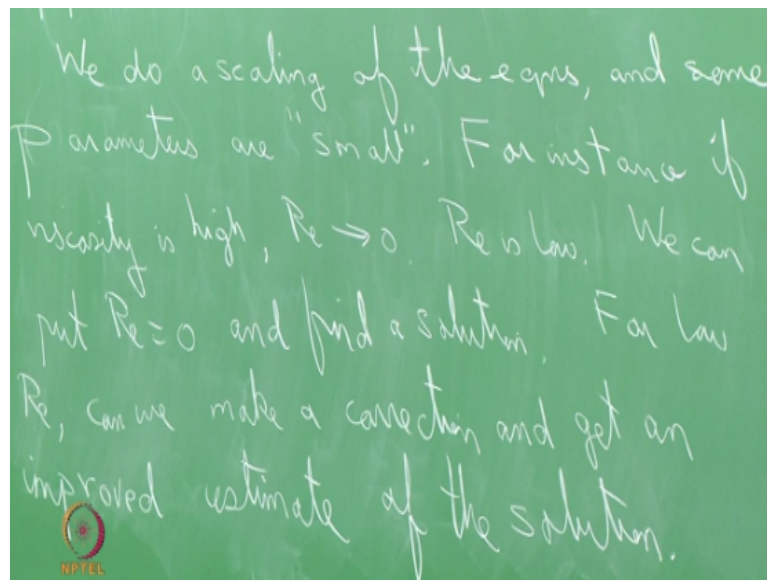 We do a scaling of the eqns, and some
Parameters are "small". For instance if
viscosity is high, Re → 0. Re is low. We can
put Re = 0 and find a solution. For low
Re, can we make a correction and get an
improved estimate of the solution.
NPTEL